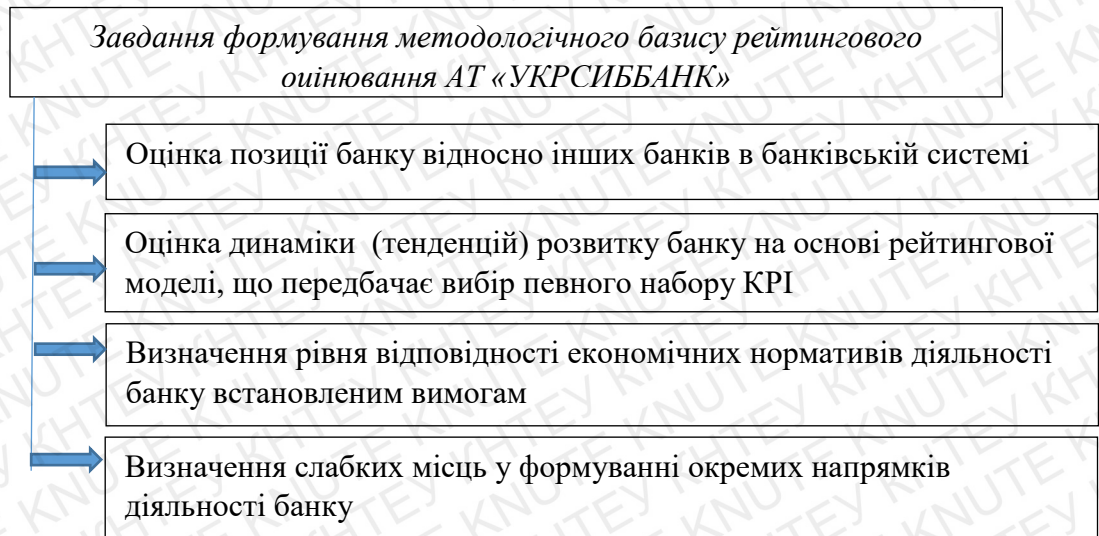 Завдання формування методологічного базису рейтингового
оцінювання АТ «УКРСИББАНК»
Оцінка позиції банку відносно інших банків в банківській системі
Оцінка динаміки (тенденцій) розвитку банку на основі рейтингової
моделі, що передбачає вибір певного набору КРІ
Визначення рівня відповідності економічних нормативів діяльності
банку встановленим вимогам
Визначення слабких місць у формуванні окремих напрямків
діяльності банку